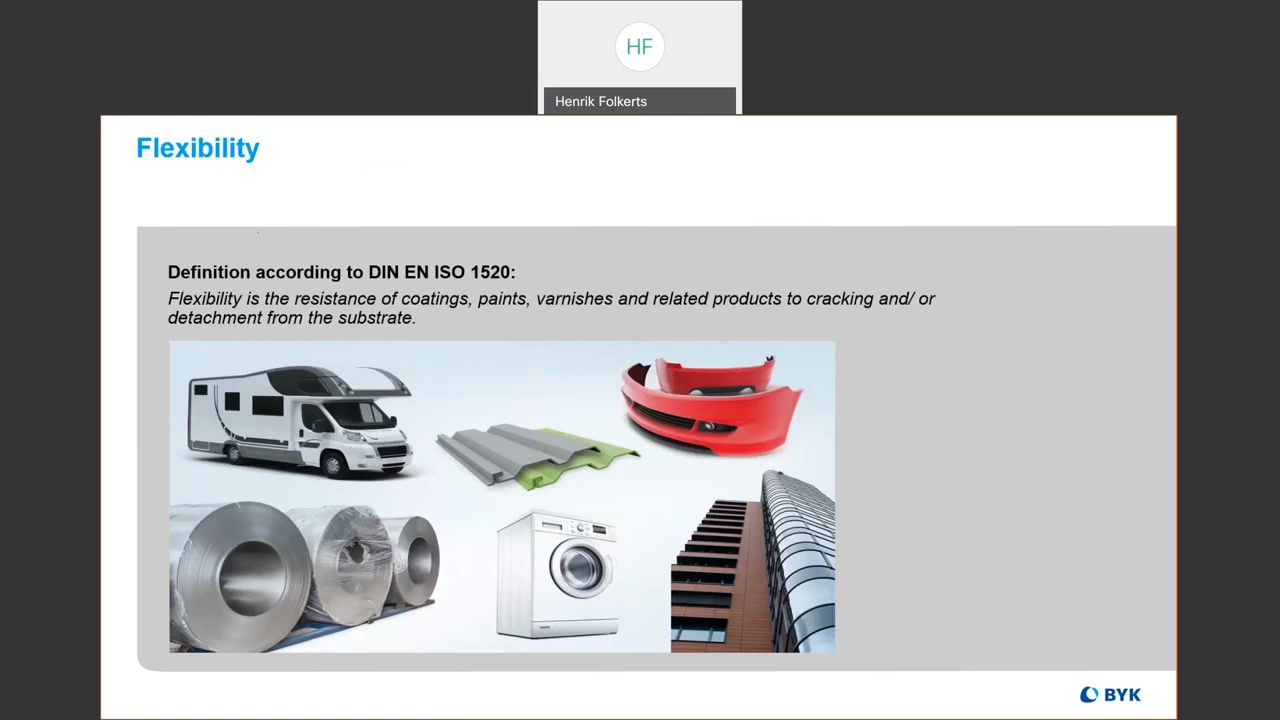 HF
Henrik Folkerts
Flexibility
Definition according to DIN EN ISO 1520:
Flexibility is the resistance of coatings, paints, varnishes and related products to cracking and/ or
detachment from the substrate.
BYK